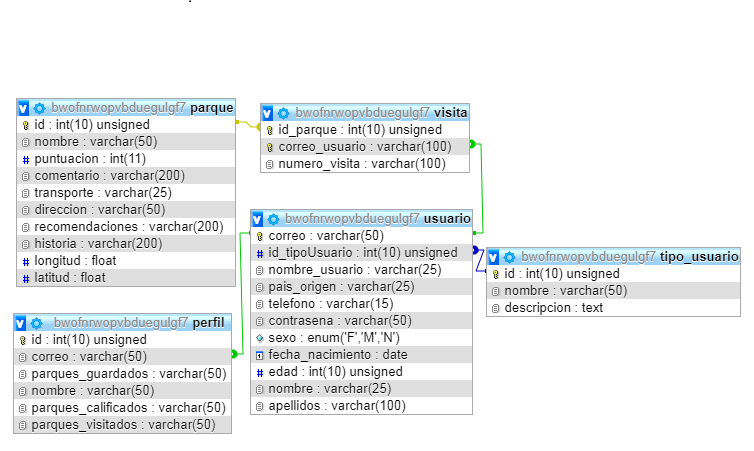 bwofnrwopvbduegulgf7 parque
id : int(10) unsigned
nombre : varchar(50)
puntuacion : int(11)
comentario : varchar(200)
transporte : varchar(25)
direccion : varchar(50)
recomendaciones : varchar(200)
historia : varchar(200)
longitud : float
latitud : float
bwofnrwopvbduegulgf7 visita
id_parque : int(10) unsigned
correo_usuario : varchar(100)
numero_visita : varchar(100)
bwofnrwopvbduegulgf7 usuario
correo : varchar(50)
id_tipoUsuario : int(10) unsigned
nombre_usuario : varchar(25)
pais_origen : varchar(25)
telefono : varchar(15)
contrasena : varchar(50)
sexo : enum('F','M','N')
fecha_nacimiento : date
edad : int(10) unsigned
nombre : varchar(25)
apellidos : varchar(100)
bwofnrwopvbduegulgf7 tipo_usuario
id : int(10) unsigned
nombre : varchar(50)
descripcion : text
bwofnrwopvbduegulgf7 perfil
id : int(10) unsigned
correo : varchar(50)
parques_guardados : varchar(50)
nombre : varchar(50)
parques_calificados : varchar(50)
parques_visitados : varchar(50)